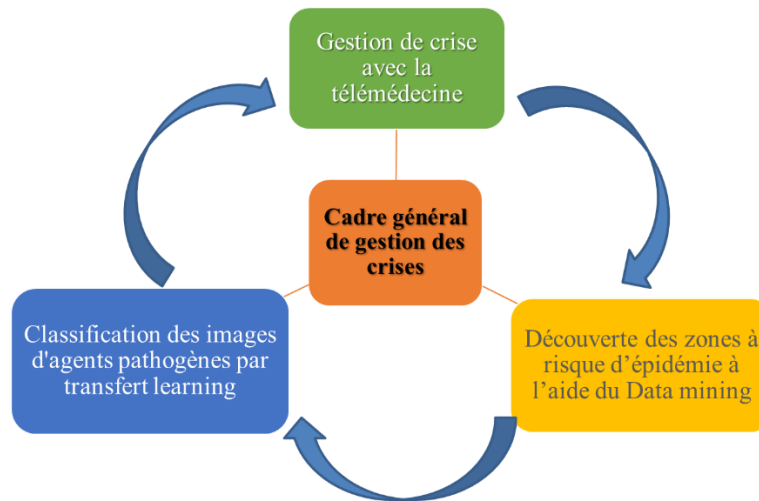 Gestion de crise
avec la
télémédecine
Cadre général
de gestion des
crises
Classification des images
d'agents pathogènes par
transfert learning
Découverte des zones à
risque d’épidémie à
l’aide du Data mining